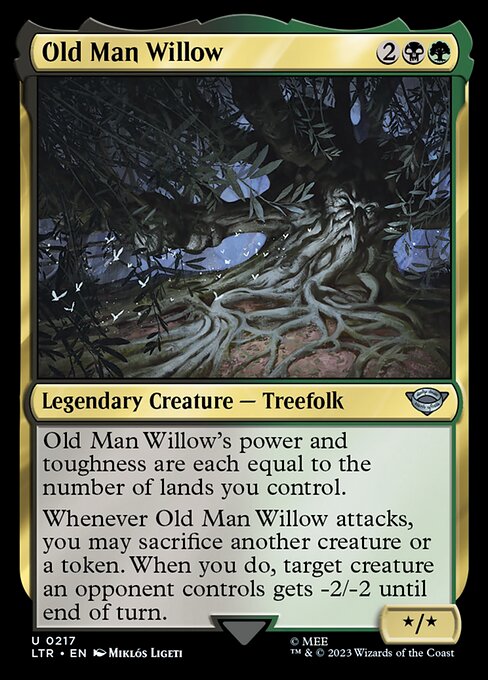 Old Man Willow 2
Legendary Creature — Treefolk
Old Man Willow's power and
toughness are each equal to the
number of lands you control.
Whenever Old Man Willow attacks,
you may sacrifice another creature or
a token. When you do, target creature
an opponent controls gets -2/-2 until
end of turn.
*/*
U 0217
LTR • EN Miklós Ligeti
© MEE
™ & © 2023 Wizards of the Coast